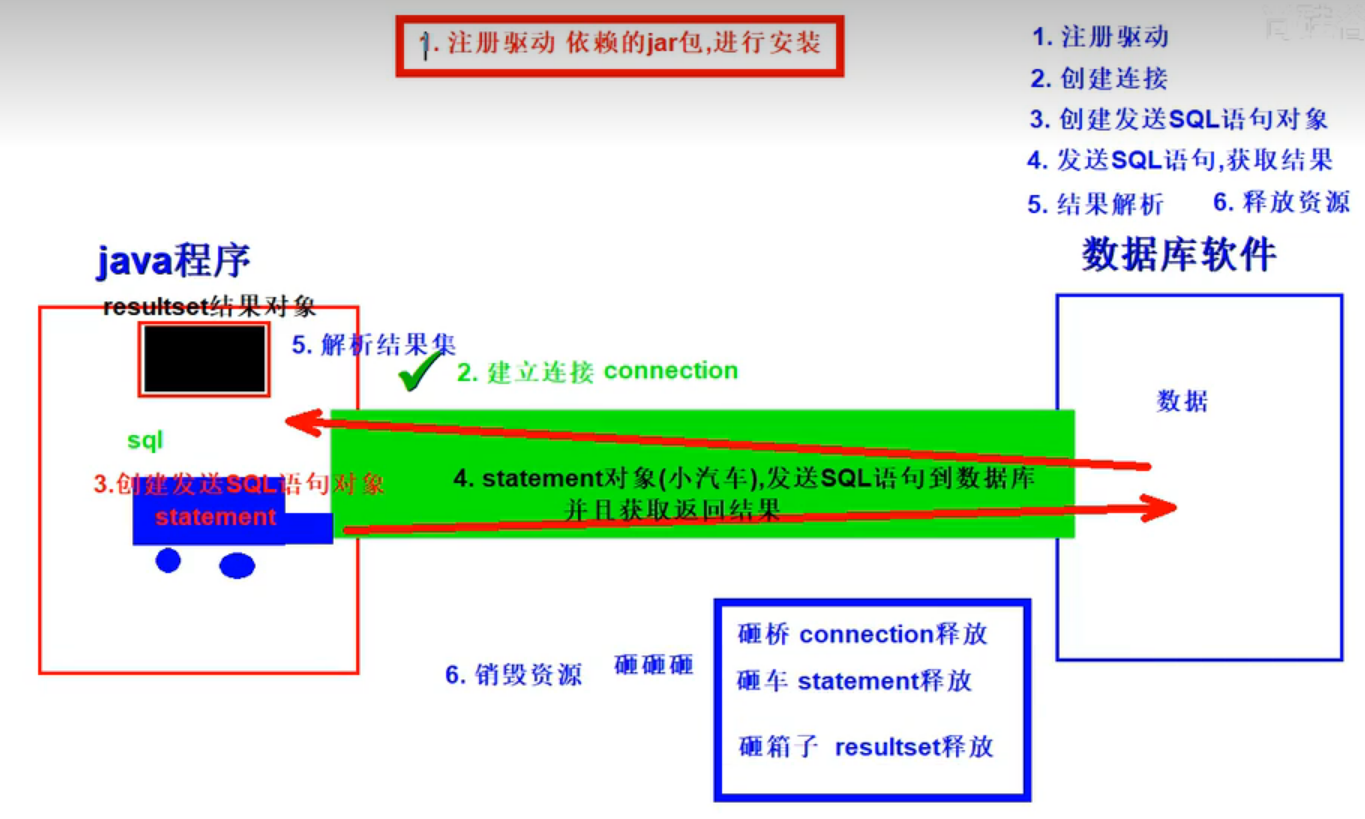 1. 注册驱动 依赖的jar包,进行安装
1. 注册驱动
2. 创建连接
3. 创建发送SQL语句对象
4. 发送SQL语句,获取结果
5. 结果解析 6. 释放资源
java程序
数据库软件
resultset结果对象
5. 解析结果集
2. 建立连接 connection
数据
sql
3.创建发送SQL语句对象
statement
4. statement对象(小汽车),发送SQL语句到数据库
并且获取返回结果
6. 销毁资源 砸砸砸
砸桥 connection释放
砸车 statement释放
砸箱子 resultset释放